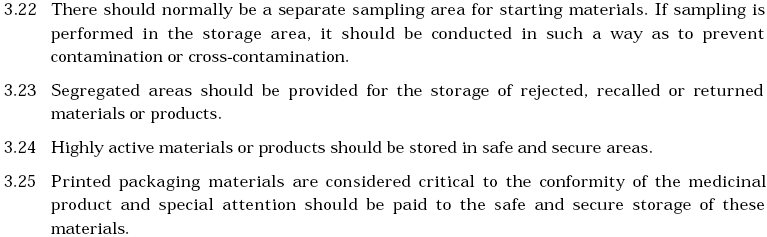 3.22 There should normally be a separate sampling area for starting materials. If sampling is
performed in the storage area, it should be conducted in such a way as to prevent
contamination or cross-contamination.
3.23 Segregated areas should be provided for the storage of rejected, recalled or returned
materials or products.
3.24 Highly active materials or products should be stored in safe and secure areas.
3.25 Printed packaging materials are considered critical to the conformity of the medicinal
product and special attention should be paid to the safe and secure storage of these
materials.